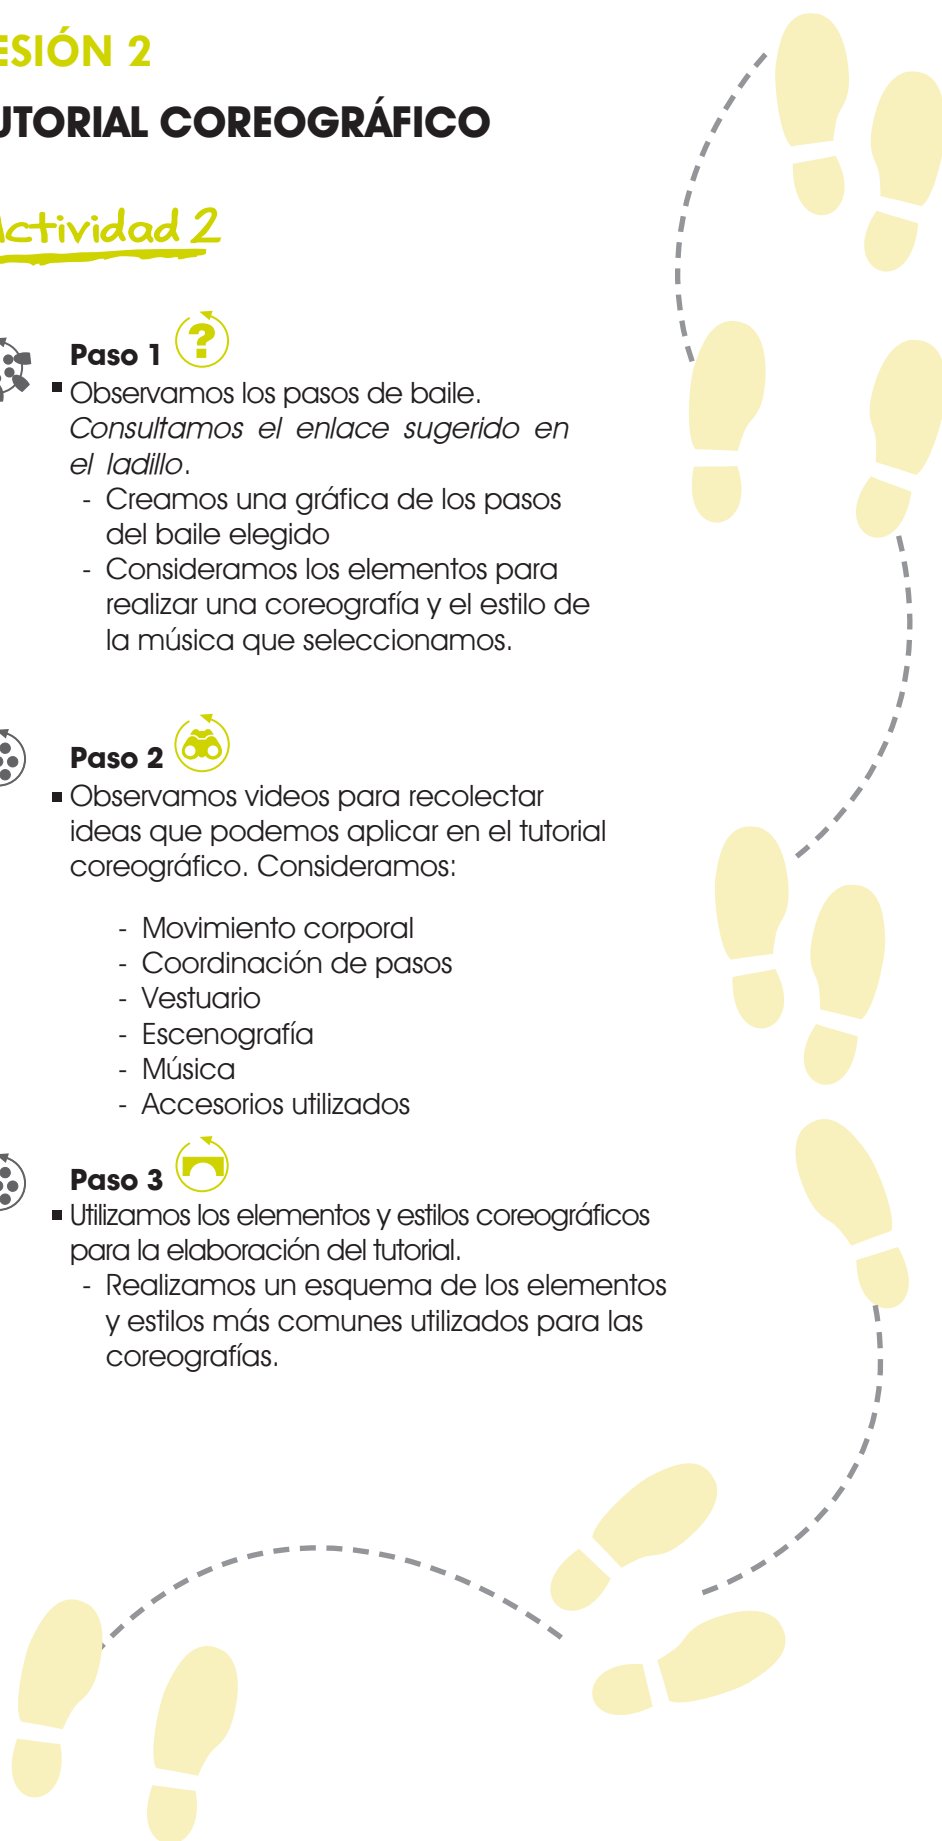 ESIÓN 2
UTORIAL COREOGRÁFICO
Actividad 2
Paso 1 ?
Observamos los pasos de baile.
Consultamos el enlace sugerido en
el ladillo.
- Creamos una gráfica de los pasos
del baile elegido
- Consideramos los elementos para
realizar una coreografía y el estilo de
la música que seleccionamos.
Paso 2
Observamos videos para recolectar
ideas que podemos aplicar en el tutorial
coreográfico. Consideramos:
- Movimiento corporal
- Coordinación de pasos
- Vestuario
- Escenografía
- Música
- Accesorios utilizados
Paso 3
Utilizamos los elementos y estilos coreográficos
para la elaboración del tutorial.
- Realizamos un esquema de los elementos
y estilos más comunes utilizados para las
coreografías.